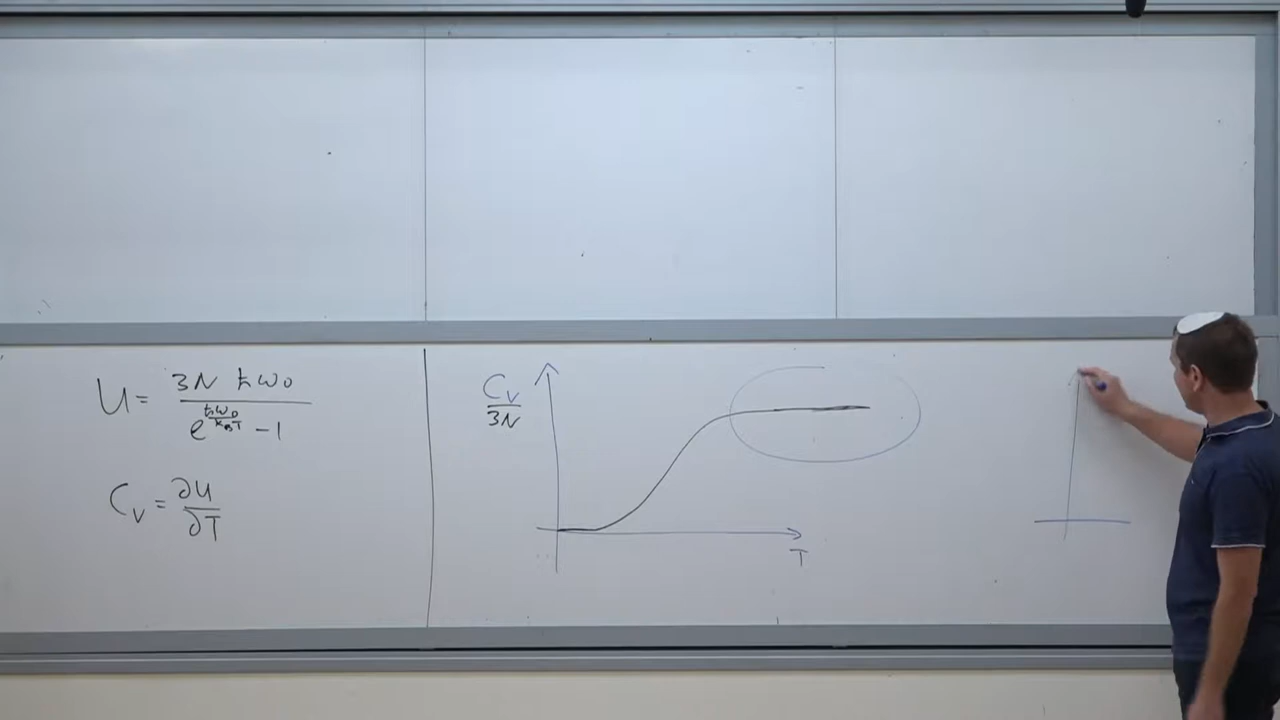 U = 3N ħω₀ / (e^(ħω₀/k_BT) − 1)
C_V = ∂U/∂T
C_V/3N
T